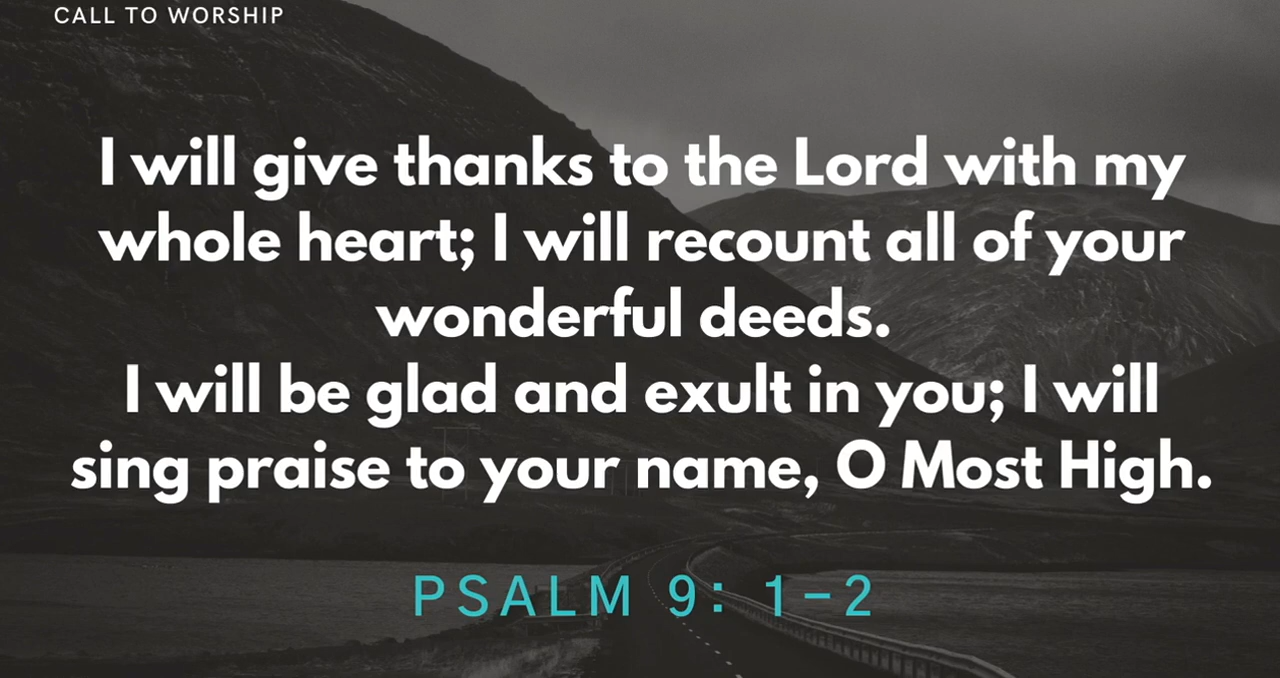 CALL TO WORSHIP
I will give thanks to the Lord with my
whole heart; I will recount all of your
wonderful deeds.
I will be glad and exult in you; I will
sing praise to your name, O Most High.
PSALM 9: 1-2